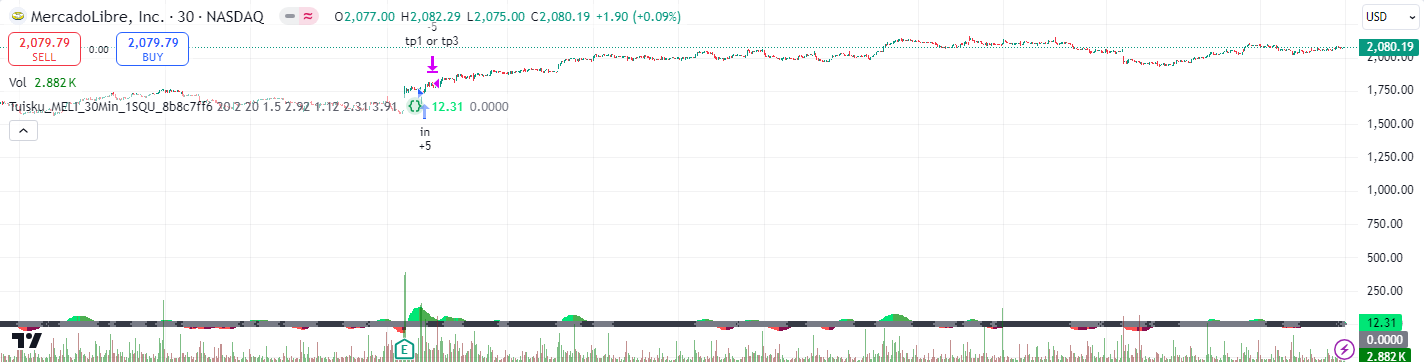 MercadoLibre, Inc. · 30 · NASDAQ O2,077.00 H2,082.29 L2,075.00 C2,080.19 +1.90 (+0.09%)
USD
-5
tp1 or tp3
2,079.79
SELL
0.00
2,079.79
BUY
2,080.19
2,000.00
Vol 2.882 K
1,750.00
Tuisku_MELI_30Min_1SQU_8b8c7ff6 20 2 20 1.5 2.92 1.12 2.31 3.91 {} 12.31 0.0000
in
+5
1,500.00
1,250.00
1,000.00
750.00
500.00
250.00
12.31
0.0000
E
2.882 K